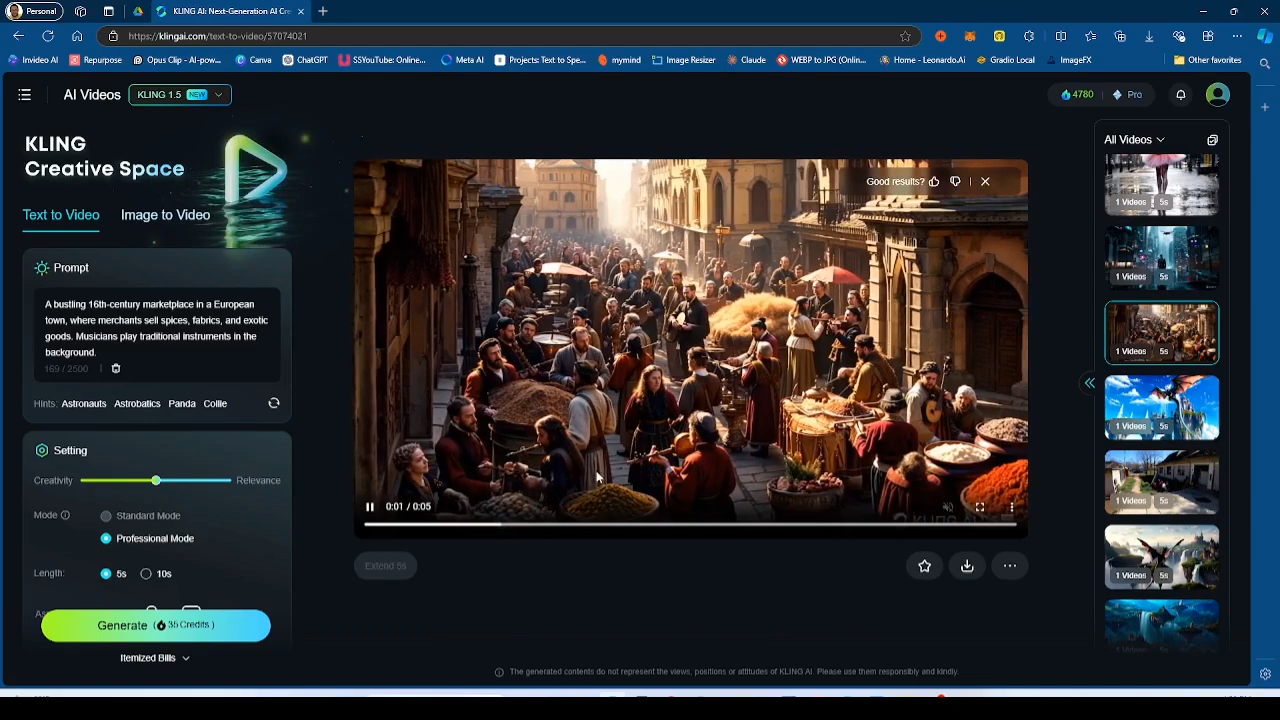 Personal
KLING AI: Next-Generation AI Cre
https://klingai.com/text-to-video/57074021
Invideo AI
Repurpose
Opus Clip - AI-pow...
Canva
ChatGPT
SSYouTube: Online...
Meta AI
Projects Text to Spe...
mymind
Image Resizer
Claude
WEBP to JPG (Onlin...
Home - Leonardo.Ai
Gradio Local
ImageFX
Other favorites
AI Videos
KLING 1.5 NEW
4780
Pro
KLING
Creative Space
Text to Video
Image to Video
Prompt
A bustling 16th-century marketplace in a European
town, where merchants sell spices, fabrics, and exotic
goods. Musicians play traditional instruments in the
background.
169 / 2500
Hints: Astronauts Astrobatics Panda Collie
Setting
Creativity
Relevance
Mode
Standard Mode
Professional Mode
Length:
5s
10s
Generate ( 35 Credits )
Itemized Bills
Good results?
0:01 / 0:05
KLING AI
Extend 5s
The generated contents do not represent the views, positions or attitudes of KLING AI. Please use them responsibly and kindly.
All Videos
1 Videos 5s
1 Videos 5s
1 Videos 5s
1 Videos 5s
1 Videos 5s
1 Videos 5s
1 Videos 5s